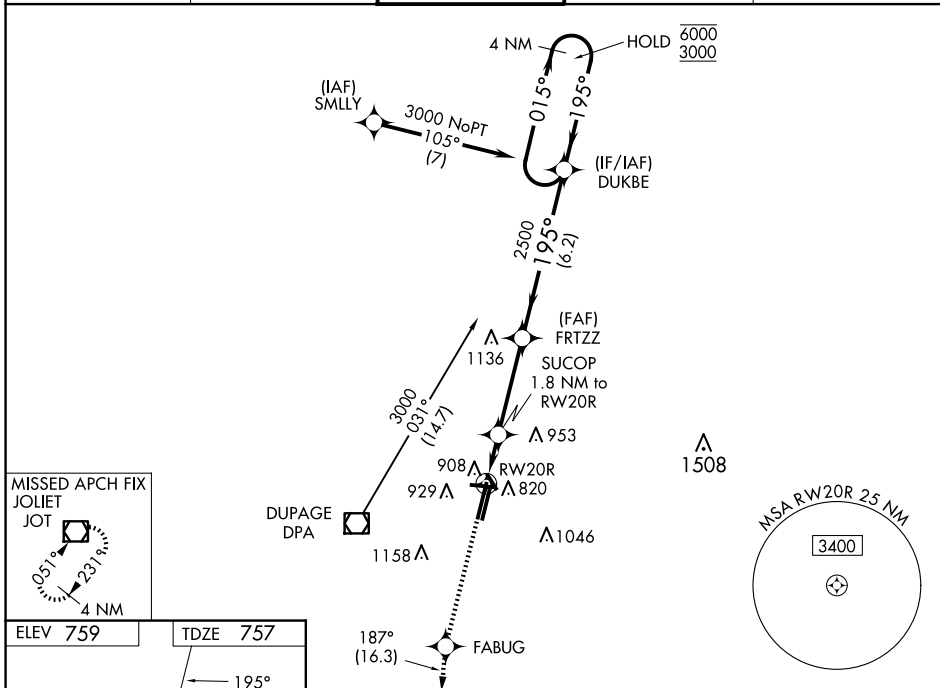 4 NM
HOLD 6000
3000
(IAF)
SMLLY
3000 NoPT
105°
(7)
015°
195°
(IF/IAF)
DUKBE
2500
195°
(6.2)
(FAF)
FRTZZ
1136
SUCOP
1.8 NM to
RW20R
3000
031°
(14.7)
953
1508
908
RW20R
929
820
MISSED APCH FIX
JOLIET
JOT
051°
231°
4 NM
DUPAGE
DPA
1158
1046
MSA RW20R 25 NM
3400
ELEV 759
TDZE 757
195°
187°
(16.3)
FABUG